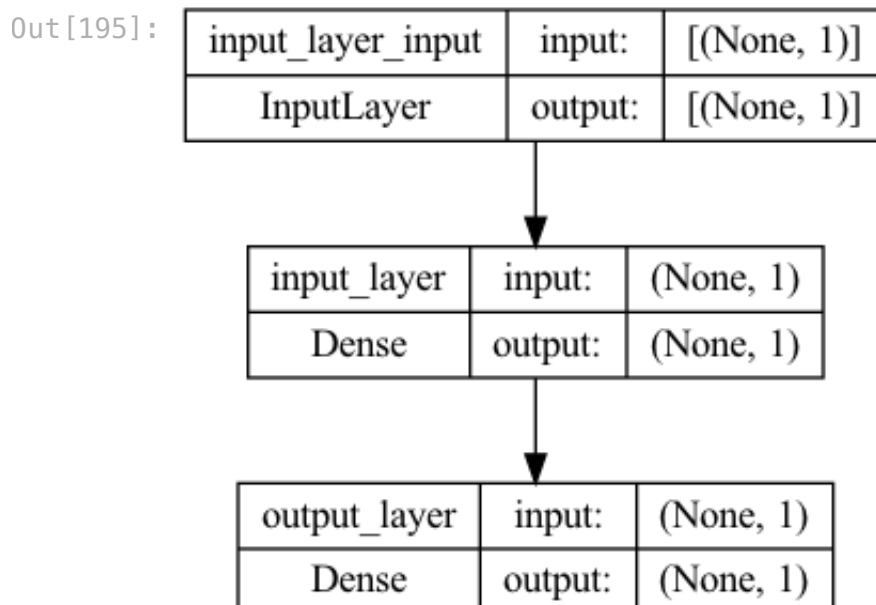 Out[195]:
input_layer_input input: [(None, 1)]
InputLayer output: [(None, 1)]
input_layer input: (None, 1)
Dense output: (None, 1)
output_layer input: (None, 1)
Dense output: (None, 1)